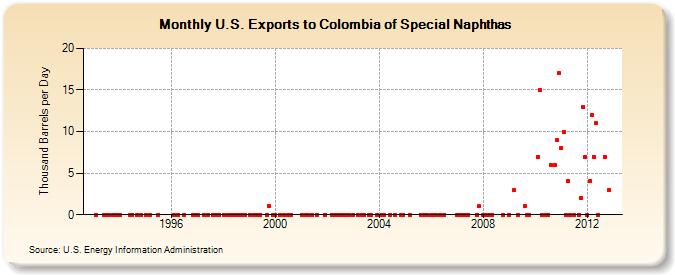 Monthly U.S. Exports to Colombia of Special Naphthas
Thousand Barrels per Day
20
15
10
5
0
1996 2000 2004 2008 2012
Source: U.S. Energy Information Administration